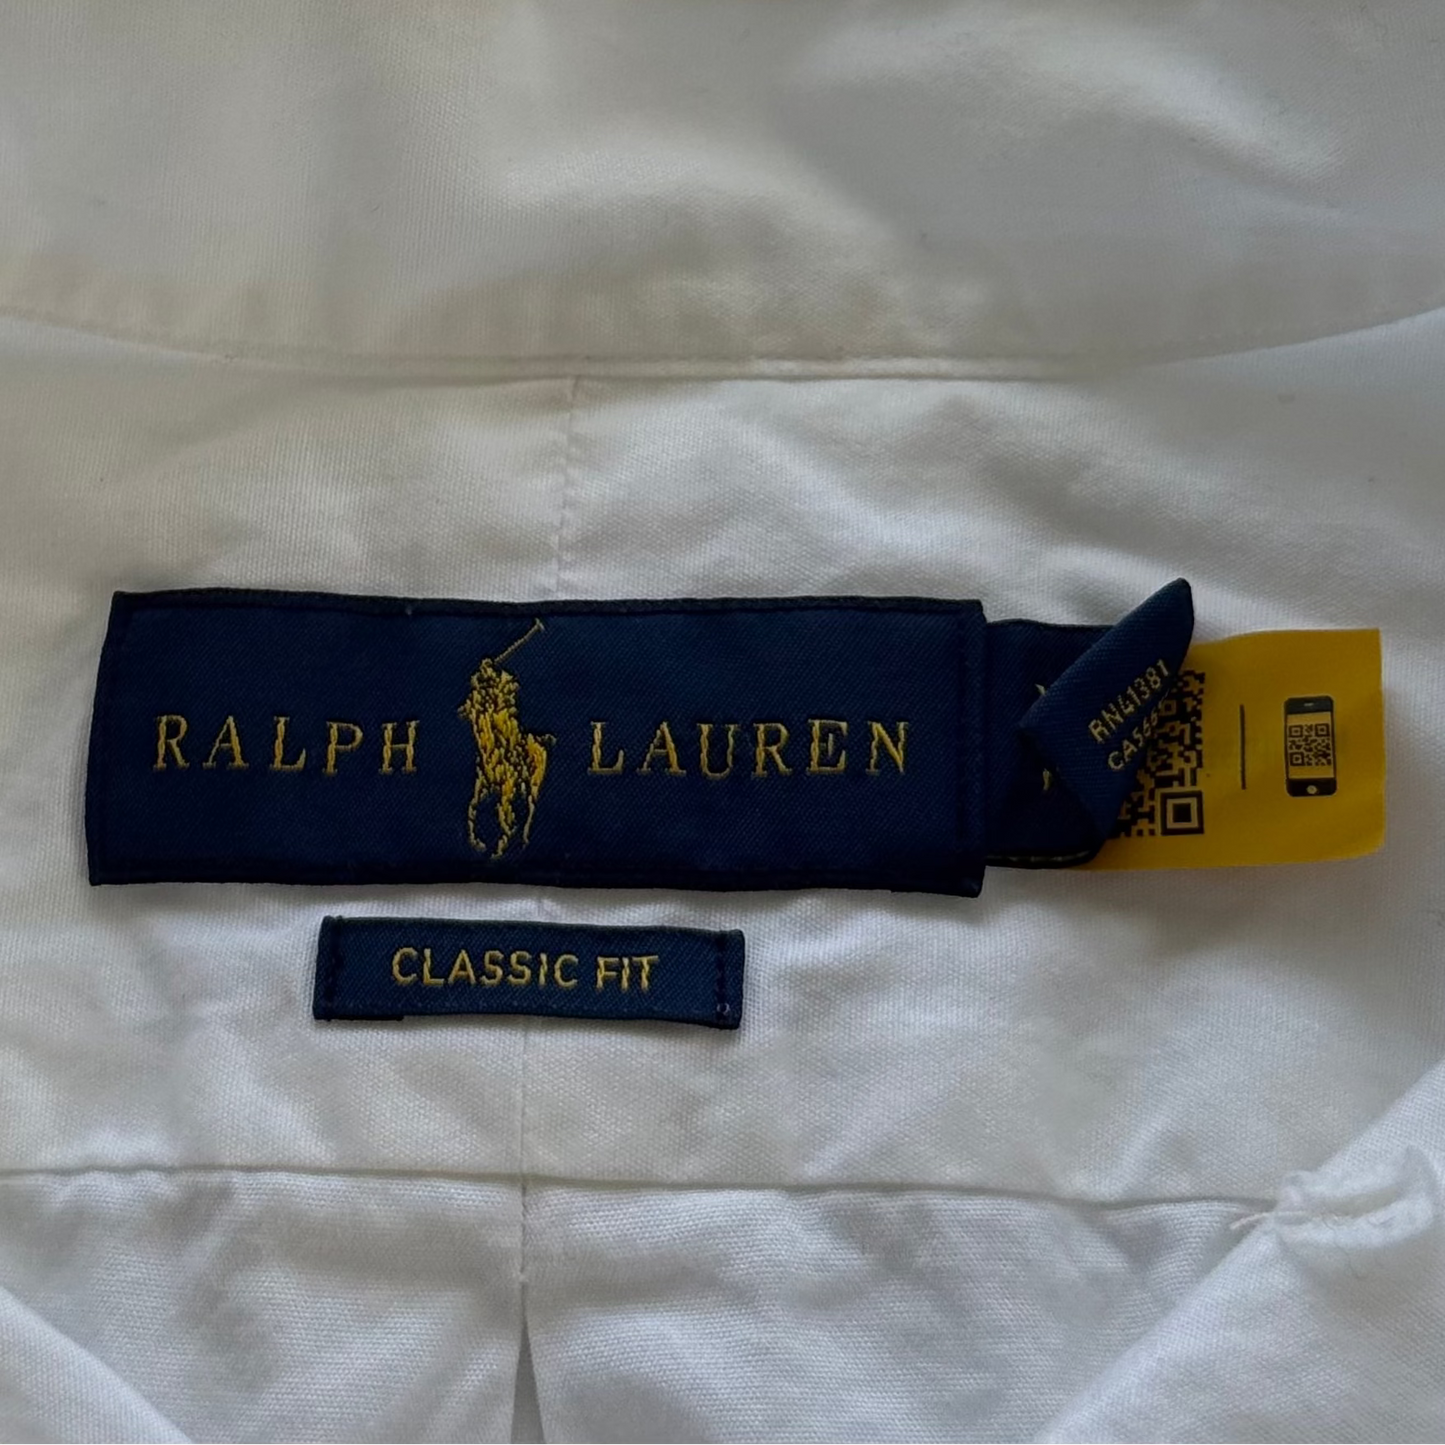 RALPH LAUREN
RN41381
CLASSIC FIT